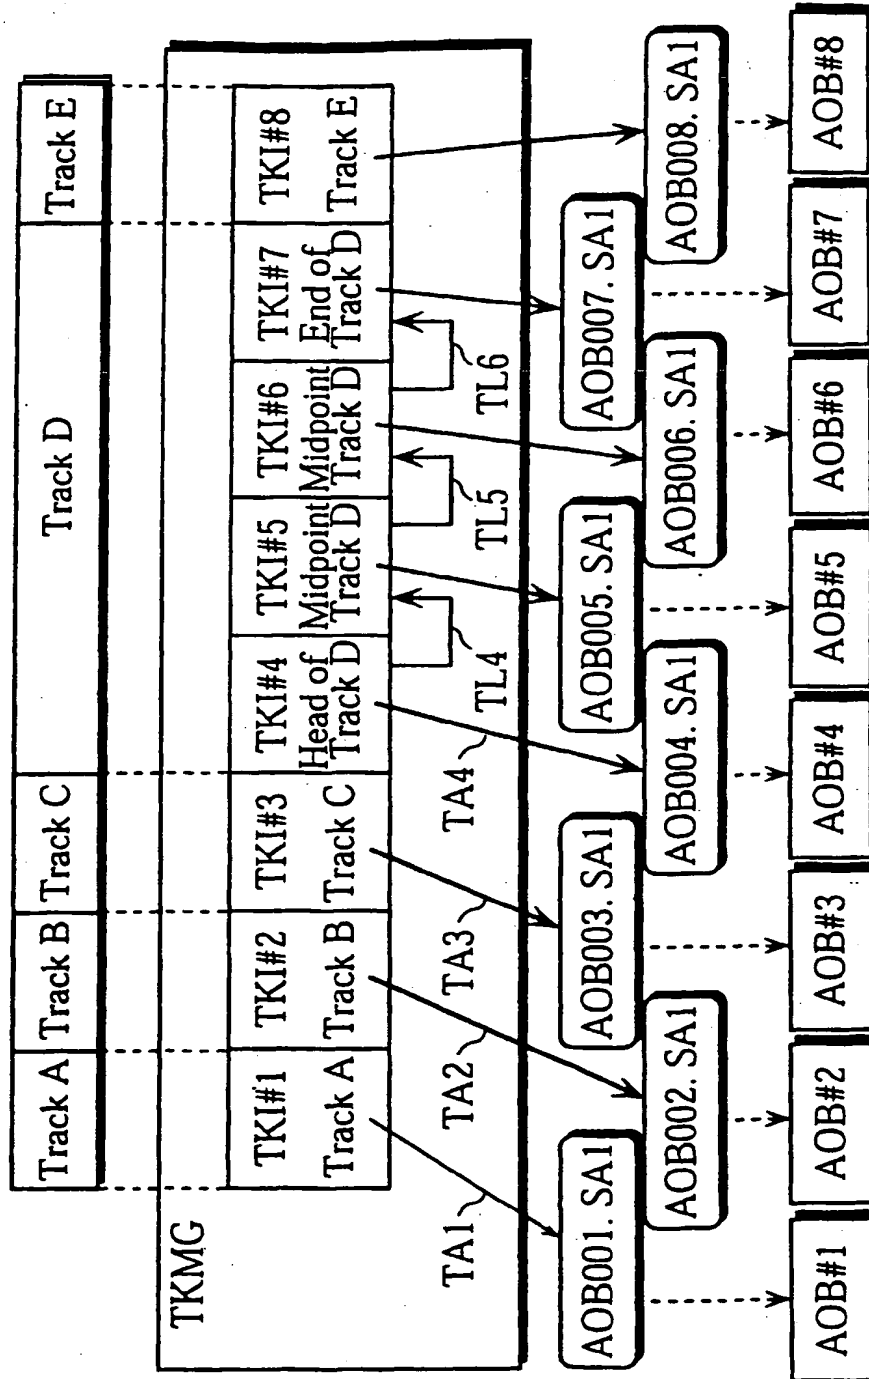 Track A
Track B
Track C
Track D
Track E
TKMG
TKI#1
Track A
TKI#2
Track B
TKI#3
Track C
TKI#4
Head of
Track D
TKI#5
Midpoint
Track D
TKI#6
Midpoint
Track D
TKI#7
End of
Track D
TKI#8
Track E
TL4
TL5
TL6
TA1
TA2
TA3
TA4
AOB001. SA1
AOB003. SA1
AOB005. SA1
AOB007. SA1
AOB002. SA1
AOB004. SA1
AOB006. SA1
AOB008. SA1
AOB#1
AOB#2
AOB#3
AOB#4
AOB#5
AOB#6
AOB#7
AOB#8